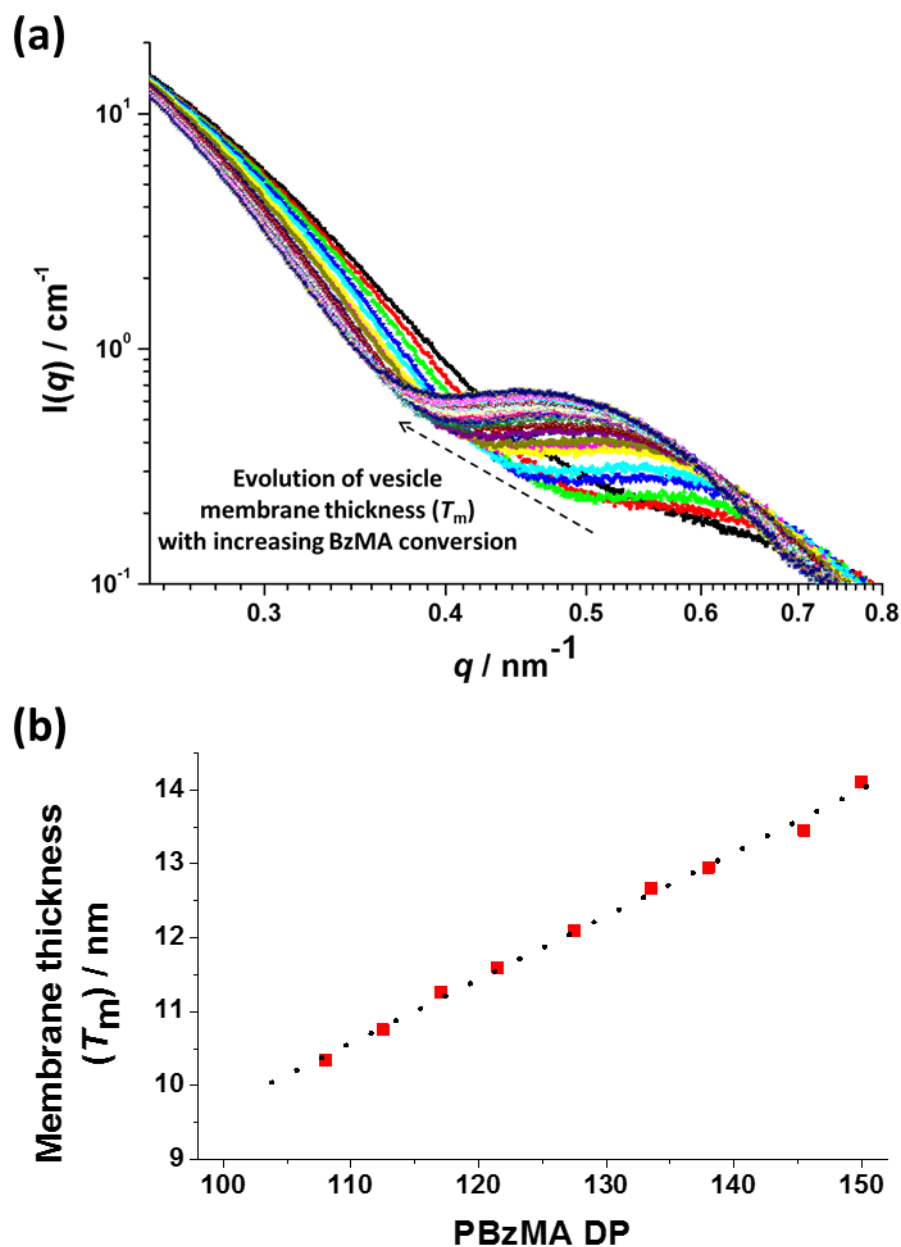 (a)
I(q) / cm⁻¹
10¹
10⁰
10⁻¹
Evolution of vesicle
membrane thickness (Tₘ)
with increasing BzMA conversion
0.3 0.4 0.5 0.6 0.7 0.8
q / nm⁻¹
(b)
Membrane thickness
(Tₘ) / nm
14
13
12
11
10
9
100 110 120 130 140 150
PBzMA DP